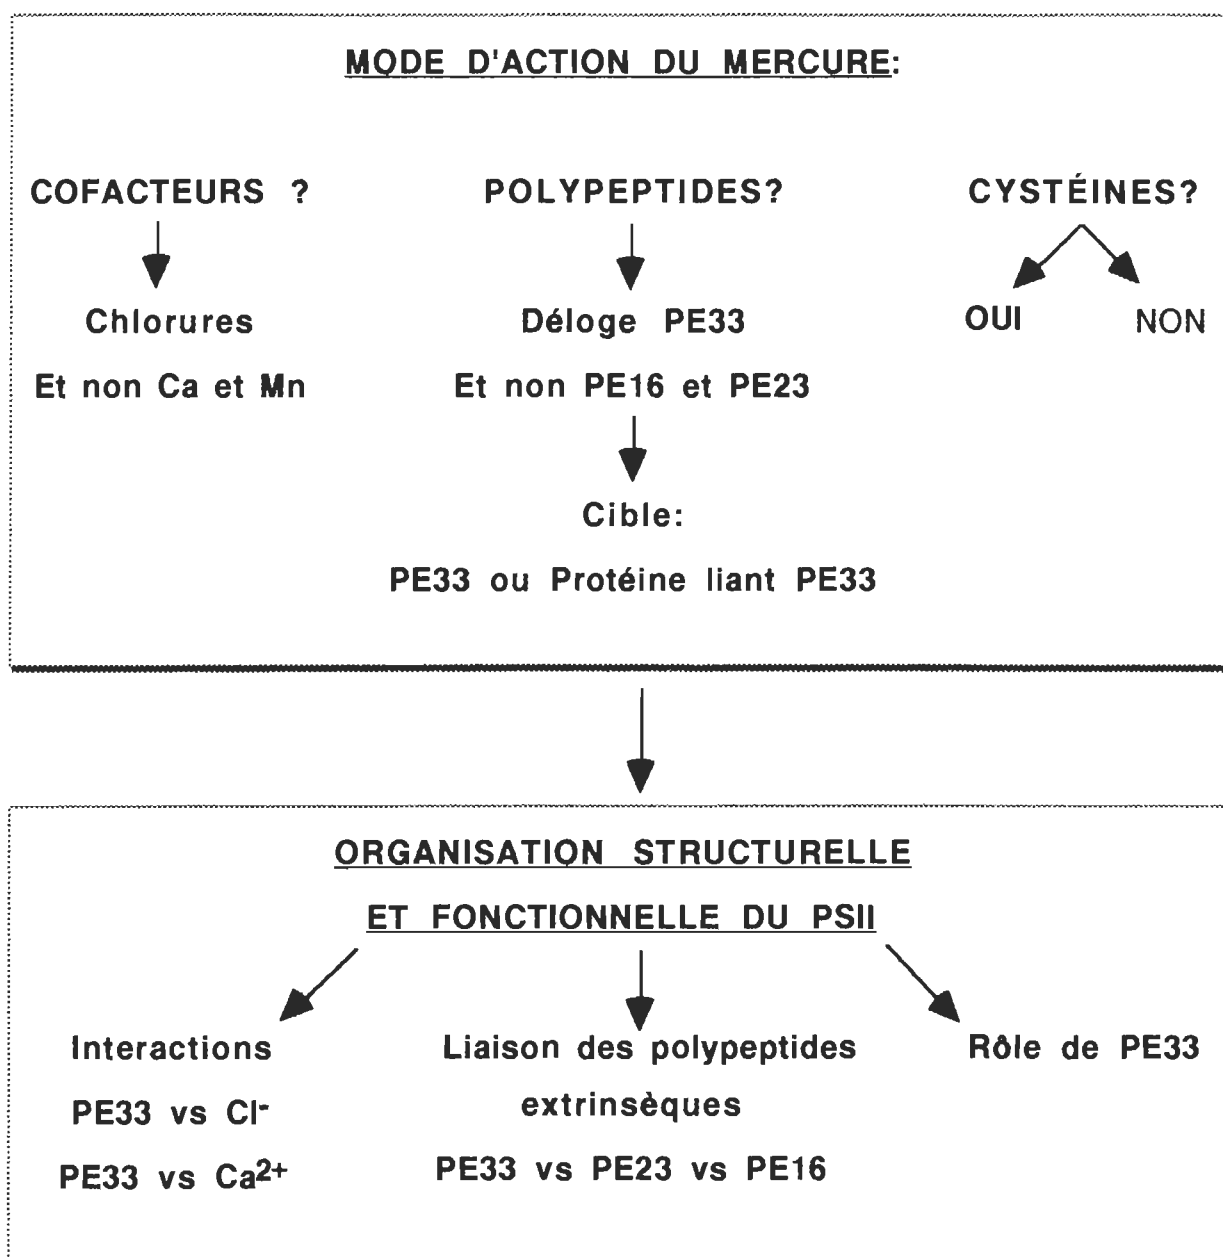 MODE D'ACTION DU MERCURE:
COFACTEURS ? POLYPEPTIDES? CYSTÉINES?
Chlorures Déloge PE33 OUI NON
Et non Ca et Mn Et non PE16 et PE23
Cible:
PE33 ou Protéine liant PE33
ORGANISATION STRUCTURELLE
ET FONCTIONNELLE DU PSII
Interactions Liaison des polypeptides Rôle de PE33
PE33 vs Cl⁻ extrinsèques
PE33 vs Ca²⁺ PE33 vs PE23 vs PE16